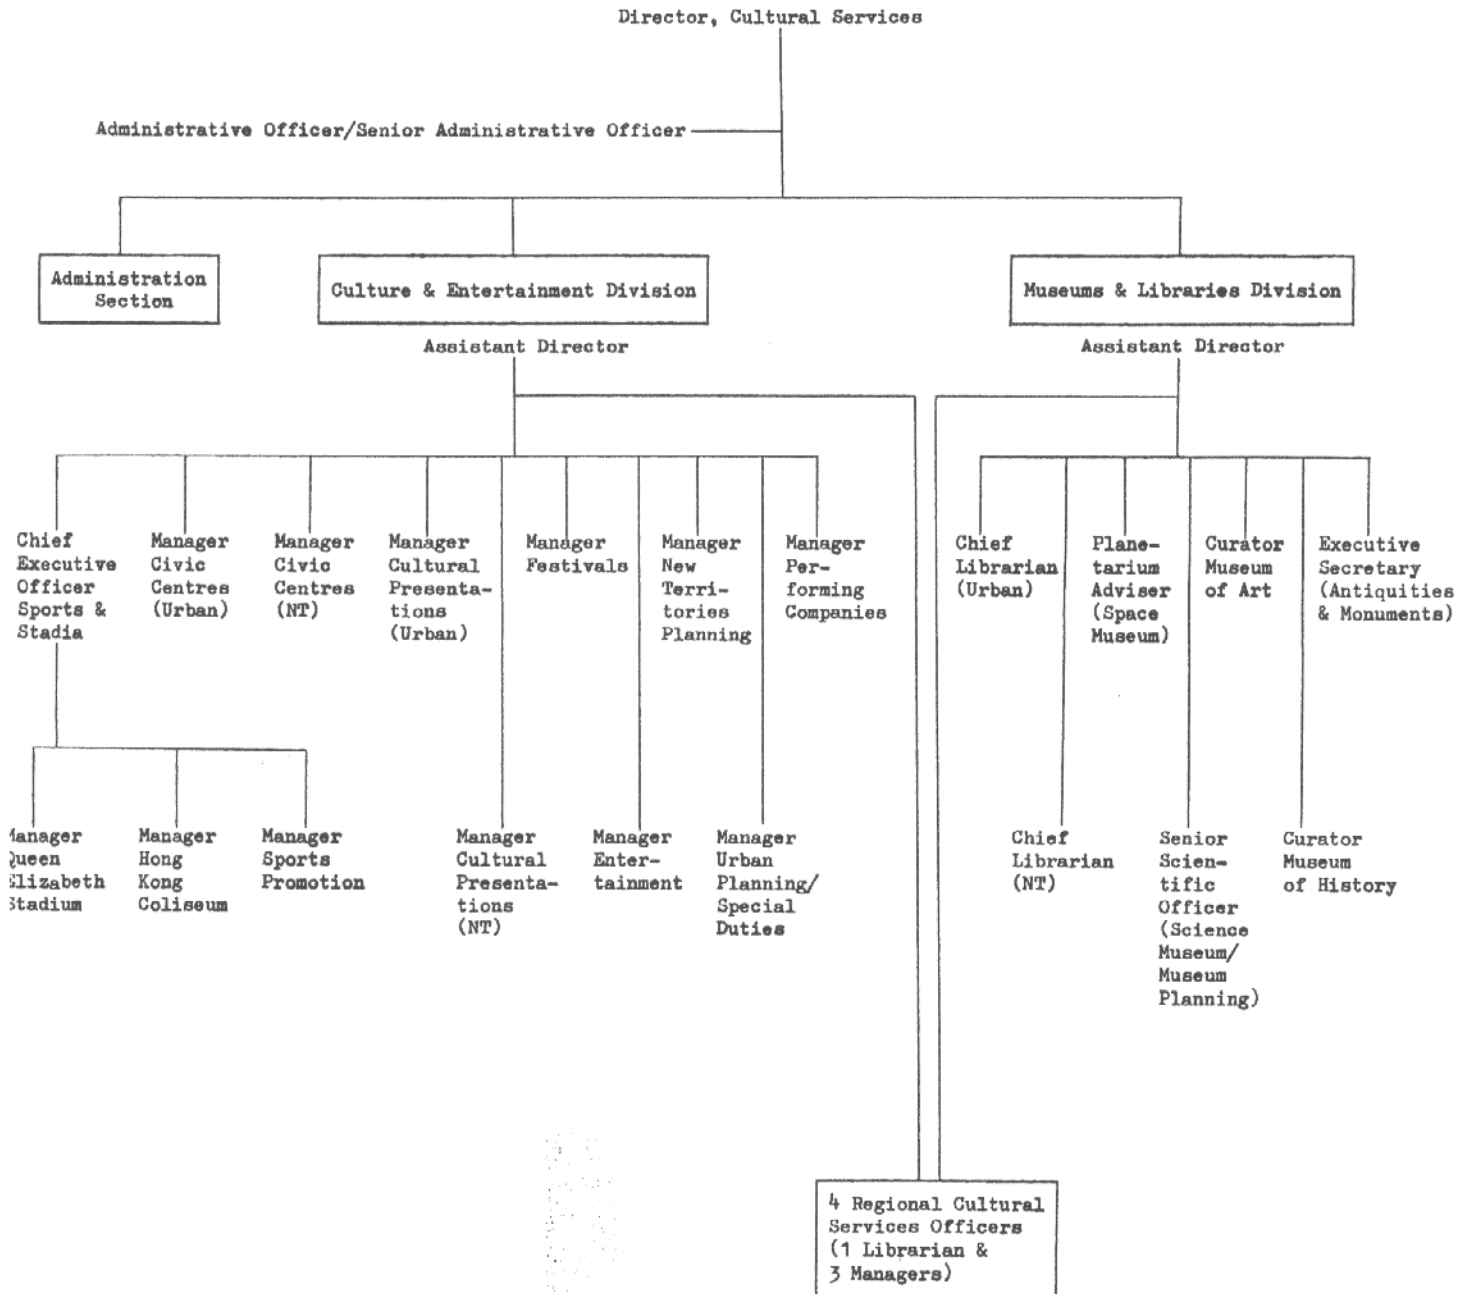 Director, Cultural Services
Administrative Officer/Senior Administrative Officer
Administration
Section
Culture & Entertainment Division
Museums & Libraries Division
Assistant Director
Assistant Director
Chief
Executive
Officer
Sports &
Stadia
Manager
Civic
Centres
(Urban)
Manager
Civic
Centres
(NT)
Manager
Cultural
Presenta-
tions
(Urban)
Manager
Festivals
Manager
New
Terri-
tories
Planning
Manager
Per-
forming
Companies
Chief
Librarian
(Urban)
Plane-
tarium
Adviser
(Space
Museum)
Curator
Museum
of Art
Executive
Secretary
(Antiquities
& Monuments)
Manager
Queen
Elizabeth
Stadium
Manager
Hong
Kong
Coliseum
Manager
Sports
Promotion
Manager
Cultural
Presenta-
tions
(NT)
Manager
Enter-
tainment
Manager
Urban
Planning/
Special
Duties
Chief
Librarian
(NT)
Senior
Scien-
tific
Officer
(Science
Museum/
Museum
Planning)
Curator
Museum
of History
4 Regional Cultural
Services Officers
(1 Librarian &
3 Managers)